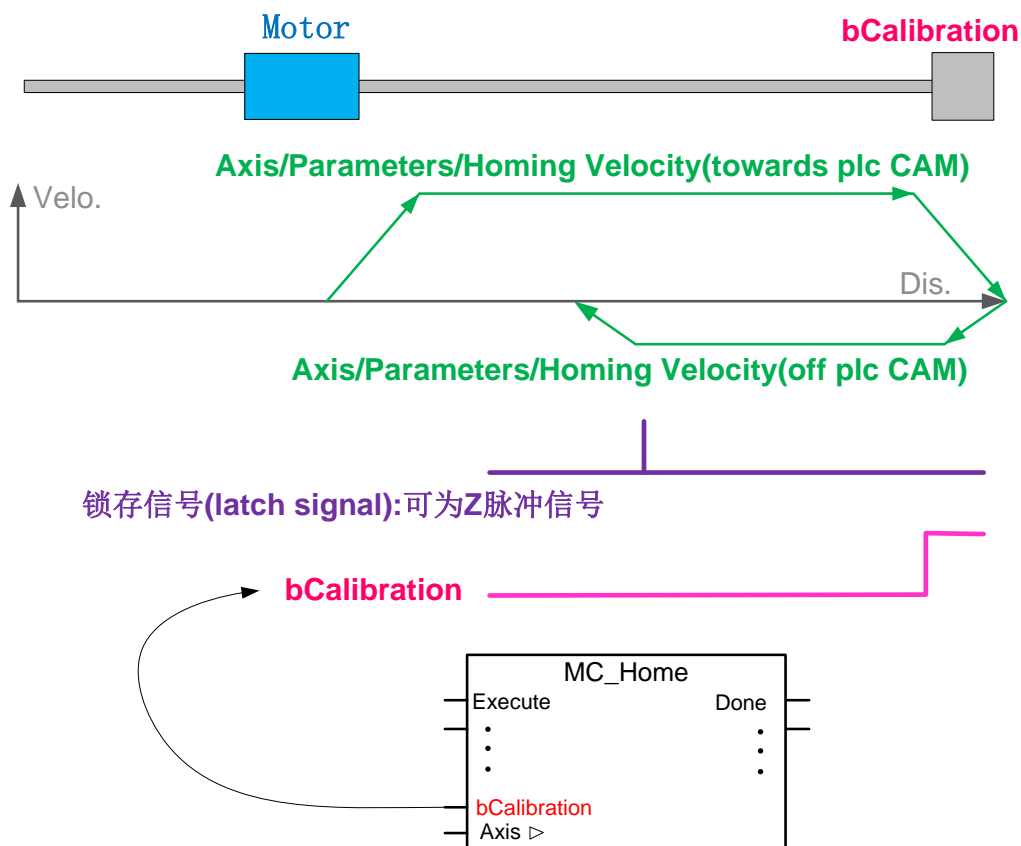 Motor
bCalibration
Axis/Parameters/Homing Velocity(towards plc CAM)
Velo.
Dis.
Axis/Parameters/Homing Velocity(off plc CAM)
锁存信号(latch signal):可为Z脉冲信号
bCalibration
MC_Home
Execute
Done
bCalibration
Axis ▷